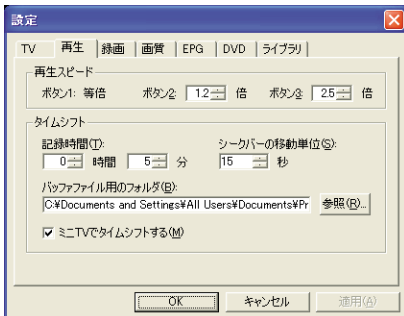 設定
TV 再生 録画 画質 EPG DVD ライブラリ
再生スピード
ボタン1: 等倍 ボタン2: 1.2 倍 ボタン3: 2.5 倍
タイムシフト
記録時間(T): シークバーの移動単位(S):
0 時間 5 分 15 秒
バッファファイル用のフォルダ(B):
C:¥Documents and Settings¥All Users¥Documents¥Pr 参照(R)...
ミニTVでタイムシフトする(M)
OK キャンセル 適用(A)